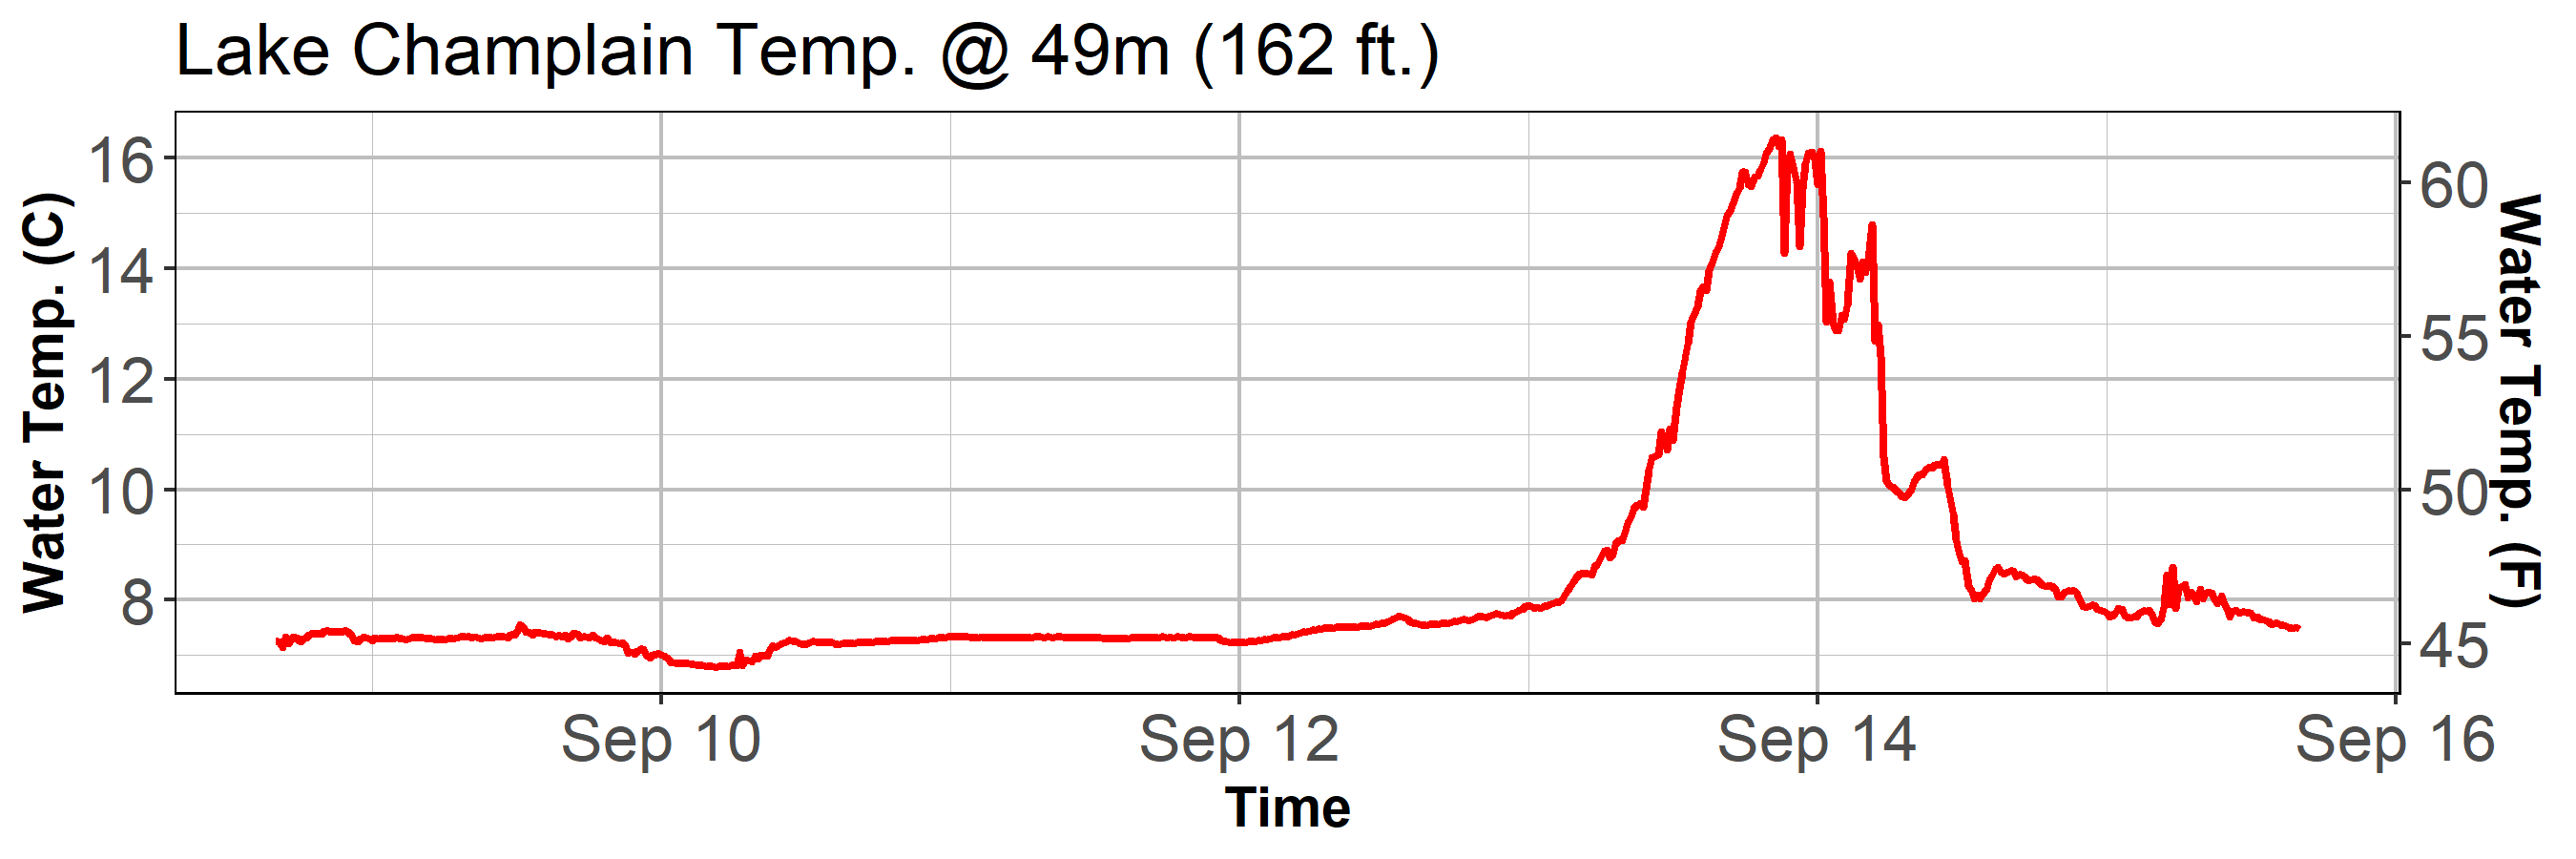 Lake Champlain Temp. @ 49m (162 ft.)
Water Temp. (C)
16
14
12
10
8
60
55
50
45
Water Temp. (F)
Sep 10
Sep 12
Sep 14
Sep 16
Time